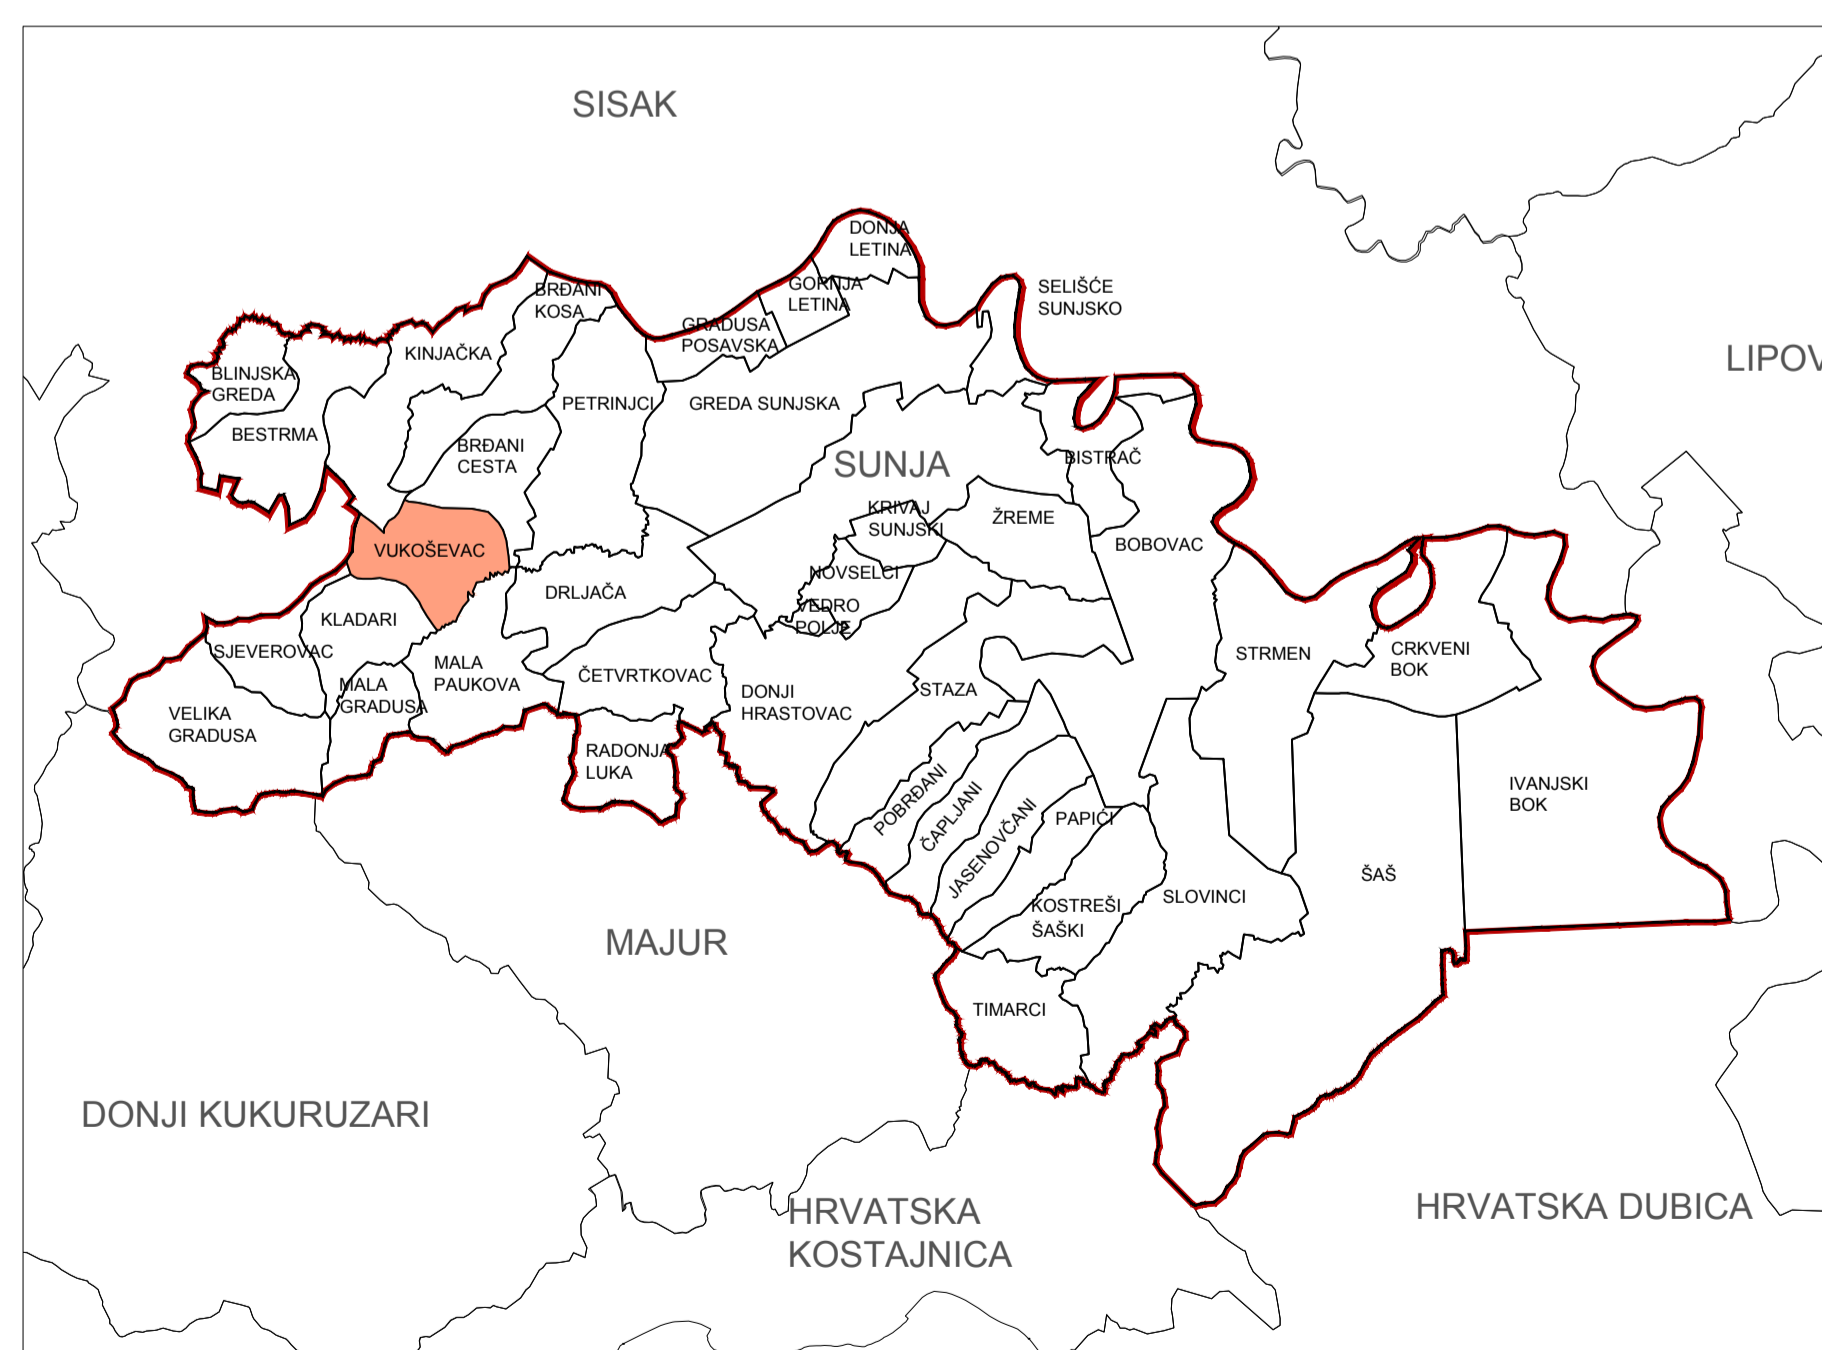 SISAK
DONJA
LETINA
SELIŠĆE
SUNJSKO
BRĐANI
KOSA
GORNJA
LETINA
GRADUSA
POSAVSKA
KINJAČKA
LIPOV
BLINJSKA
GREDA
PETRINJCI
GREDA SUNJSKA
BESTRMA
BRĐANI
CESTA
SUNJA
BISTRAČ
KRIVAJ
SUNJSKI
ŽREME
BOBOVAC
VUKOŠEVAC
NOVSELCI
DRLJAČA
VEDRO
POLJE
KLADARI
SJEVEROVAC
STRMEN
CRKVENI
BOK
MALA
PAUKOVA
ČETVRTKOVAC
MALA
GRADUSA
DONJI
HRASTOVAC
STAZA
VELIKA
GRADUSA
RADONJA
LUKA
IVANJSKI
BOK
POBRĐANI
ČAPLJANI
JASENOVČANI
PAPIĆI
ŠAŠ
KOSTREŠI
ŠAŠKI
SLOVINCI
MAJUR
TIMARCI
DONJI KUKURUZARI
HRVATSKA
KOSTAJNICA
HRVATSKA DUBICA